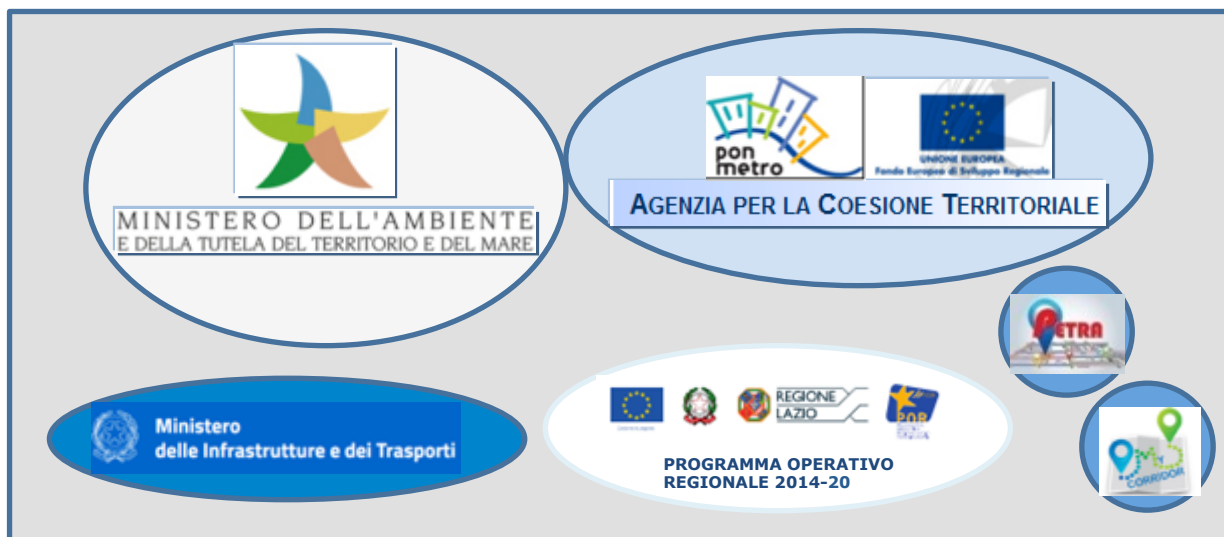 MINISTERO DELL'AMBIENTE
E DELLA TUTELA DEL TERRITORIO E DEL MARE
pon
metro
UNIONE EUROPEA
Fondo Europeo di Sviluppo Regionale
AGENZIA PER LA COESIONE TERRITORIALE
PETRA
Ministero
delle Infrastrutture e dei Trasporti
REGIONE
LAZIO
POR
PROGRAMMA OPERATIVO
REGIONALE 2014-20
MY
CORRIDOR